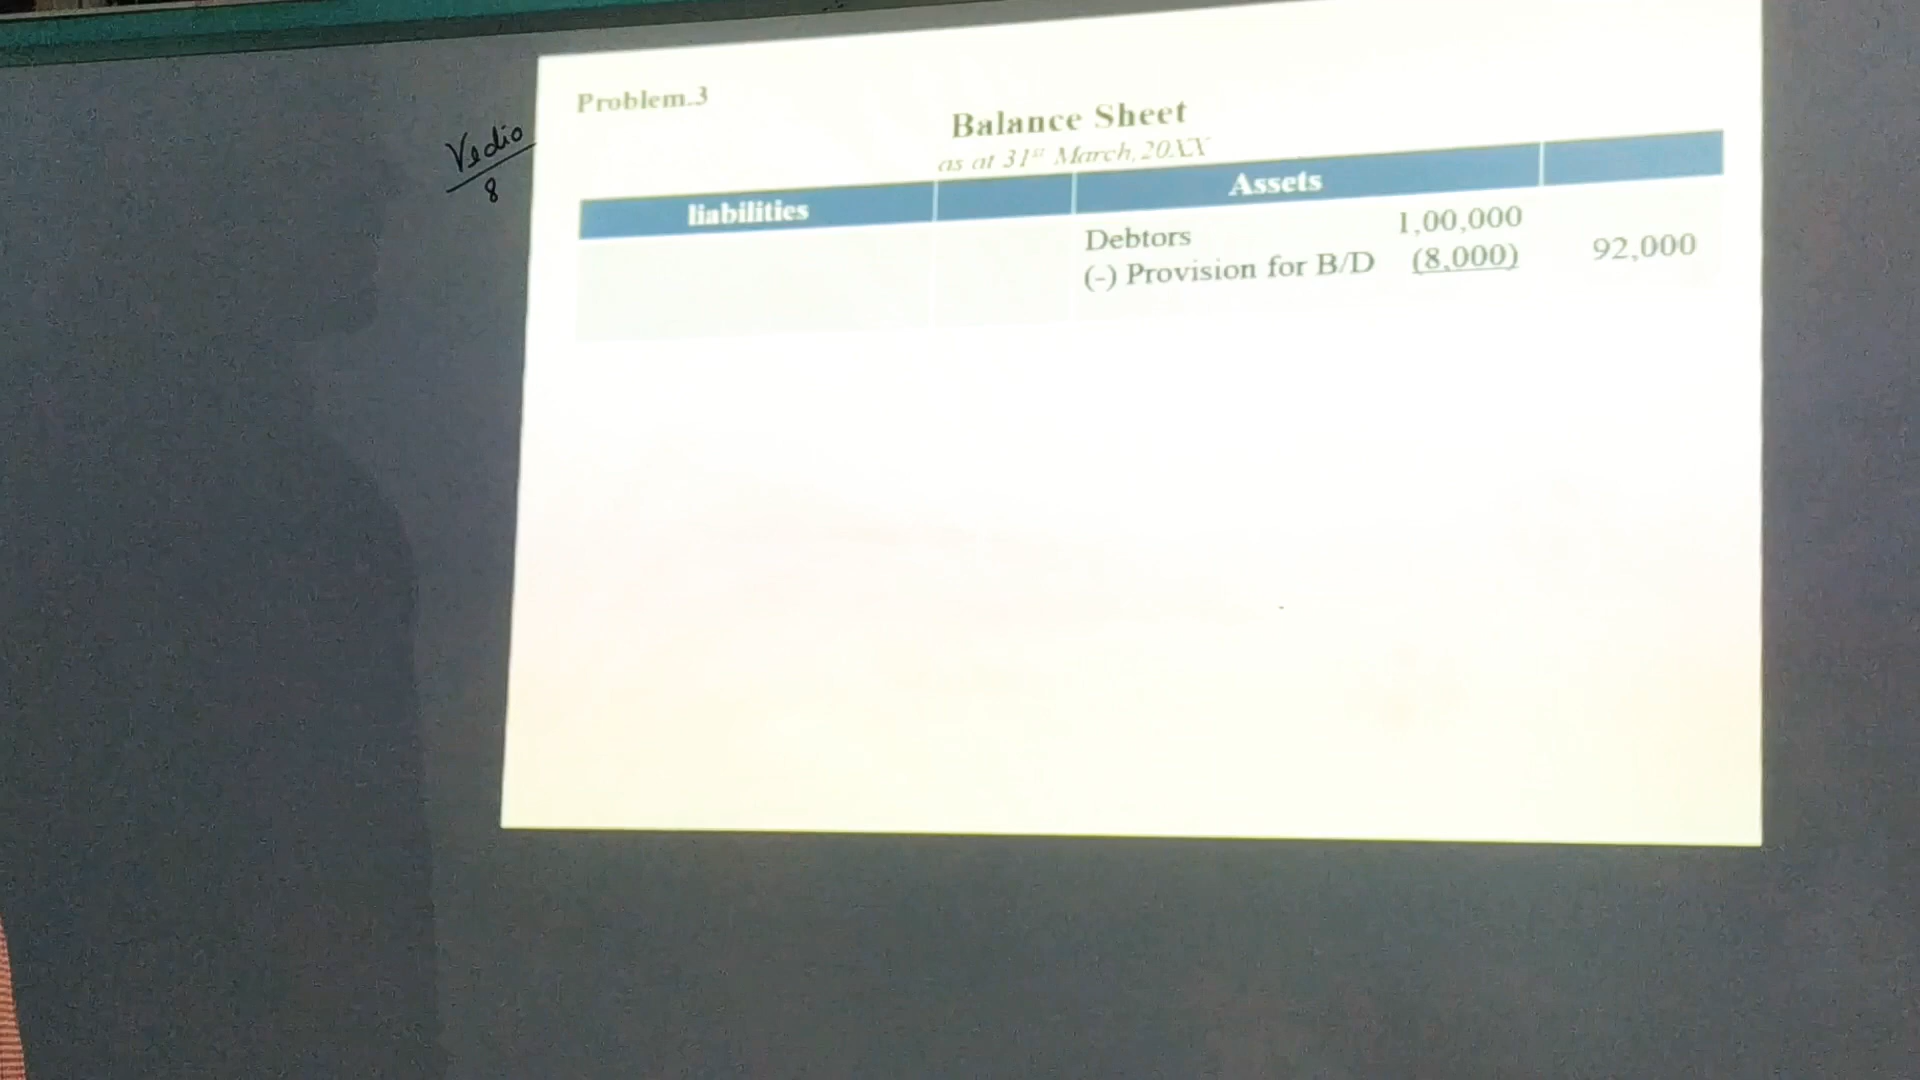 Problem.3
Vedio
8
Balance Sheet
as at 31st March, 20XX
liabilities Assets
Debtors 1,00,000
(-) Provision for B/D (8,000) 92,000